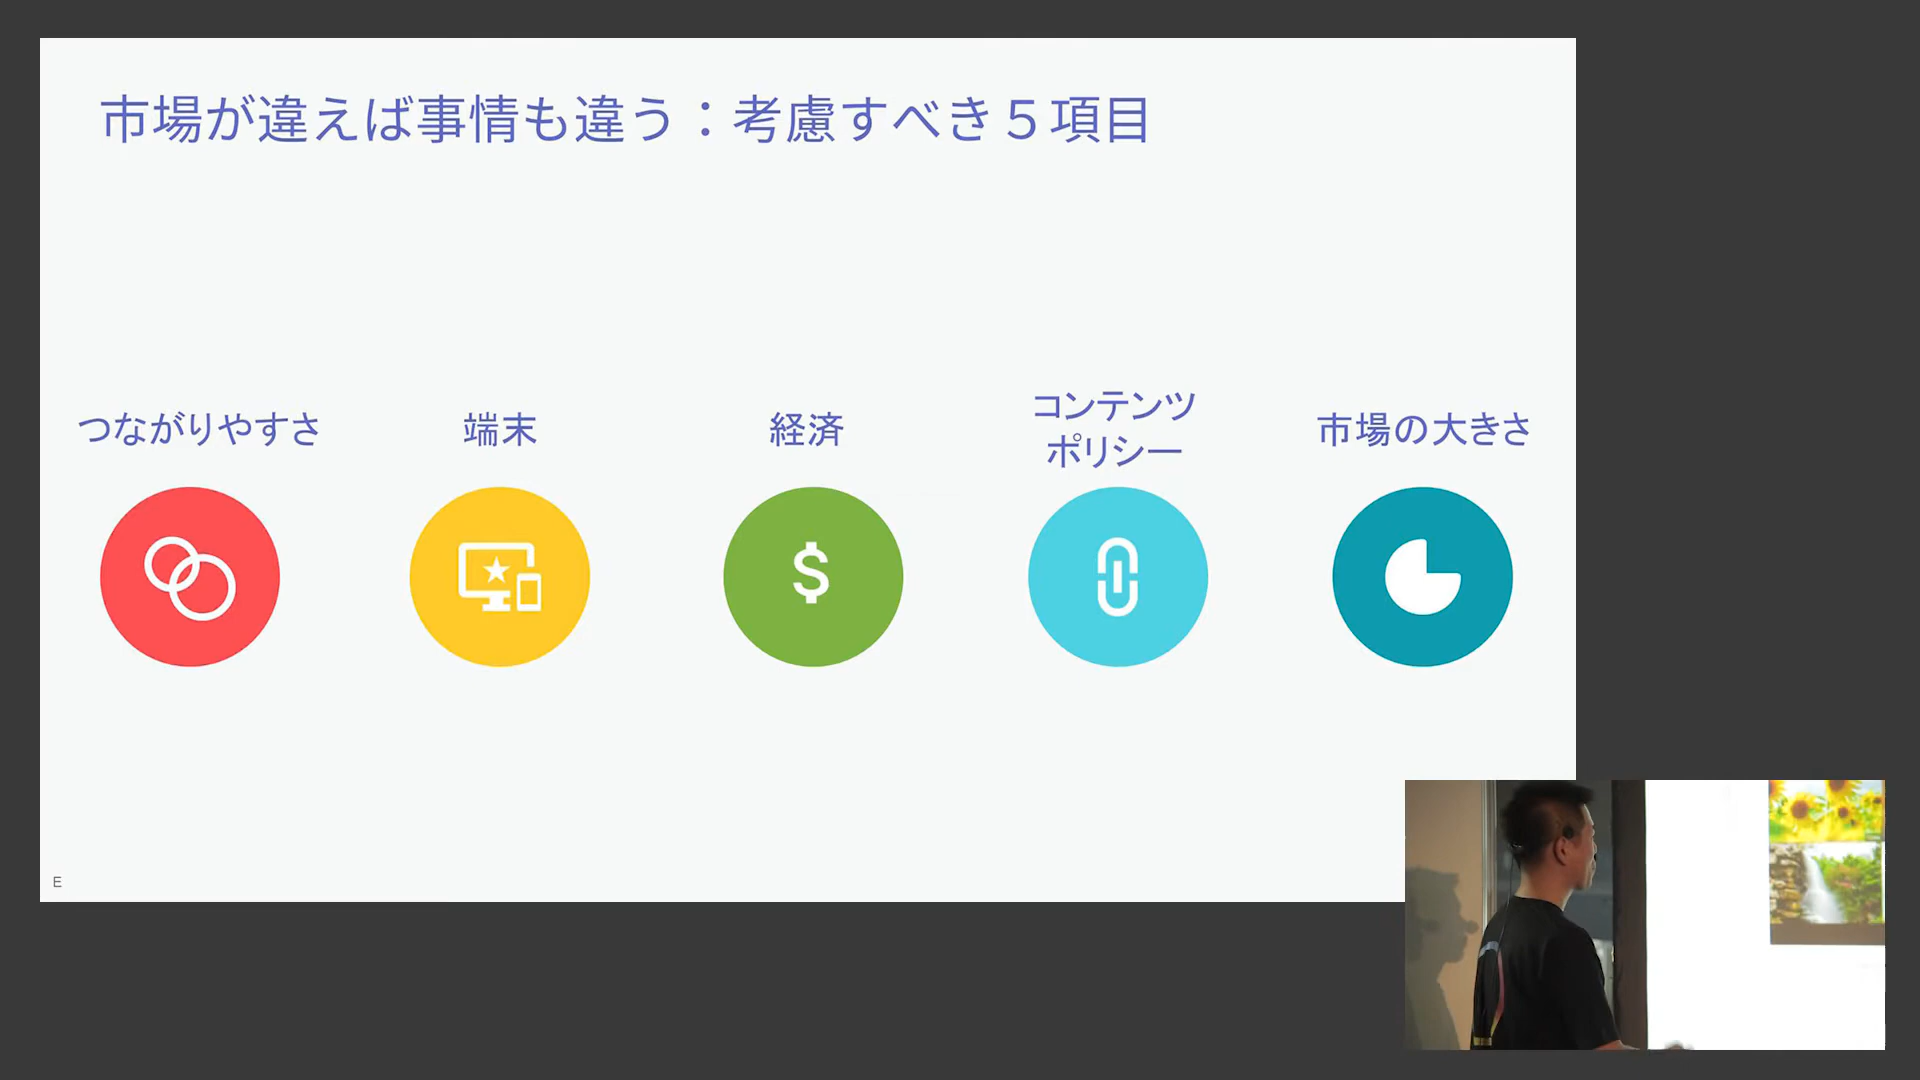 市場が違えば事情も違う：考慮すべき５項目
つながりやすさ
端末
経済
コンテンツ
ポリシー
市場の大きさ
$
E